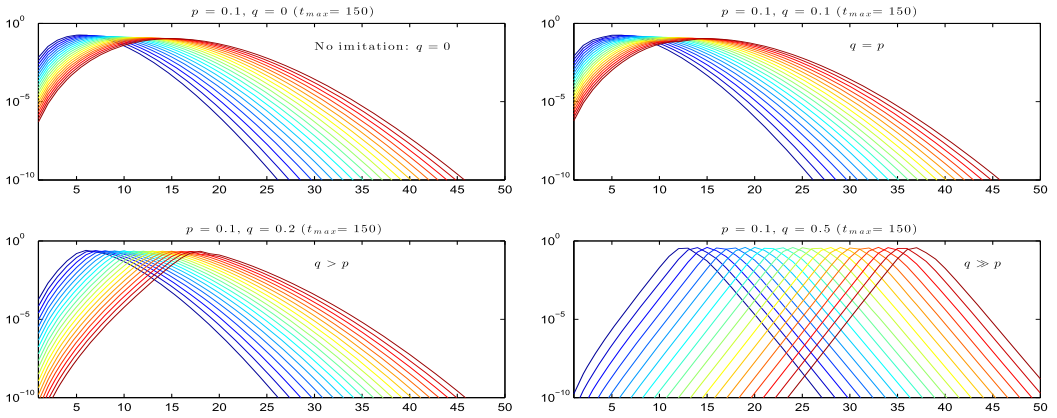 p = 0.1, q = 0 (t_max = 150)
10^0
10^-5
10^-10
No imitation: q = 0
5 10 15 20 25 30 35 40 45 50
p = 0.1, q = 0.1 (t_max = 150)
10^0
10^-5
10^-10
q = p
5 10 15 20 25 30 35 40 45 50
p = 0.1, q = 0.2 (t_max = 150)
10^0
10^-5
10^-10
q > p
5 10 15 20 25 30 35 40 45 50
p = 0.1, q = 0.5 (t_max = 150)
10^0
10^-5
10^-10
q ≫ p
5 10 15 20 25 30 35 40 45 50